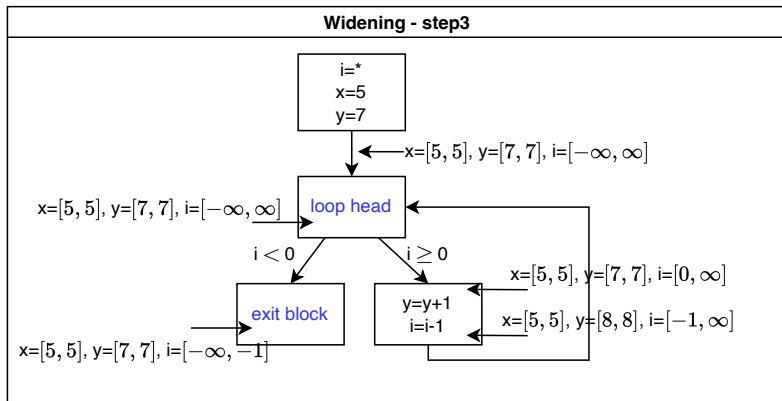 Widening - step3
i=*
x=5
y=7
x=[5, 5], y=[7, 7], i=[−∞, ∞]
x=[5, 5], y=[7, 7], i=[−∞, ∞]
loop head
i < 0
i ≥ 0
x=[5, 5], y=[7, 7], i=[0, ∞]
exit block
y=y+1
i=i-1
x=[5, 5], y=[8, 8], i=[−1, ∞]
x=[5, 5], y=[7, 7], i=[−∞, −1]